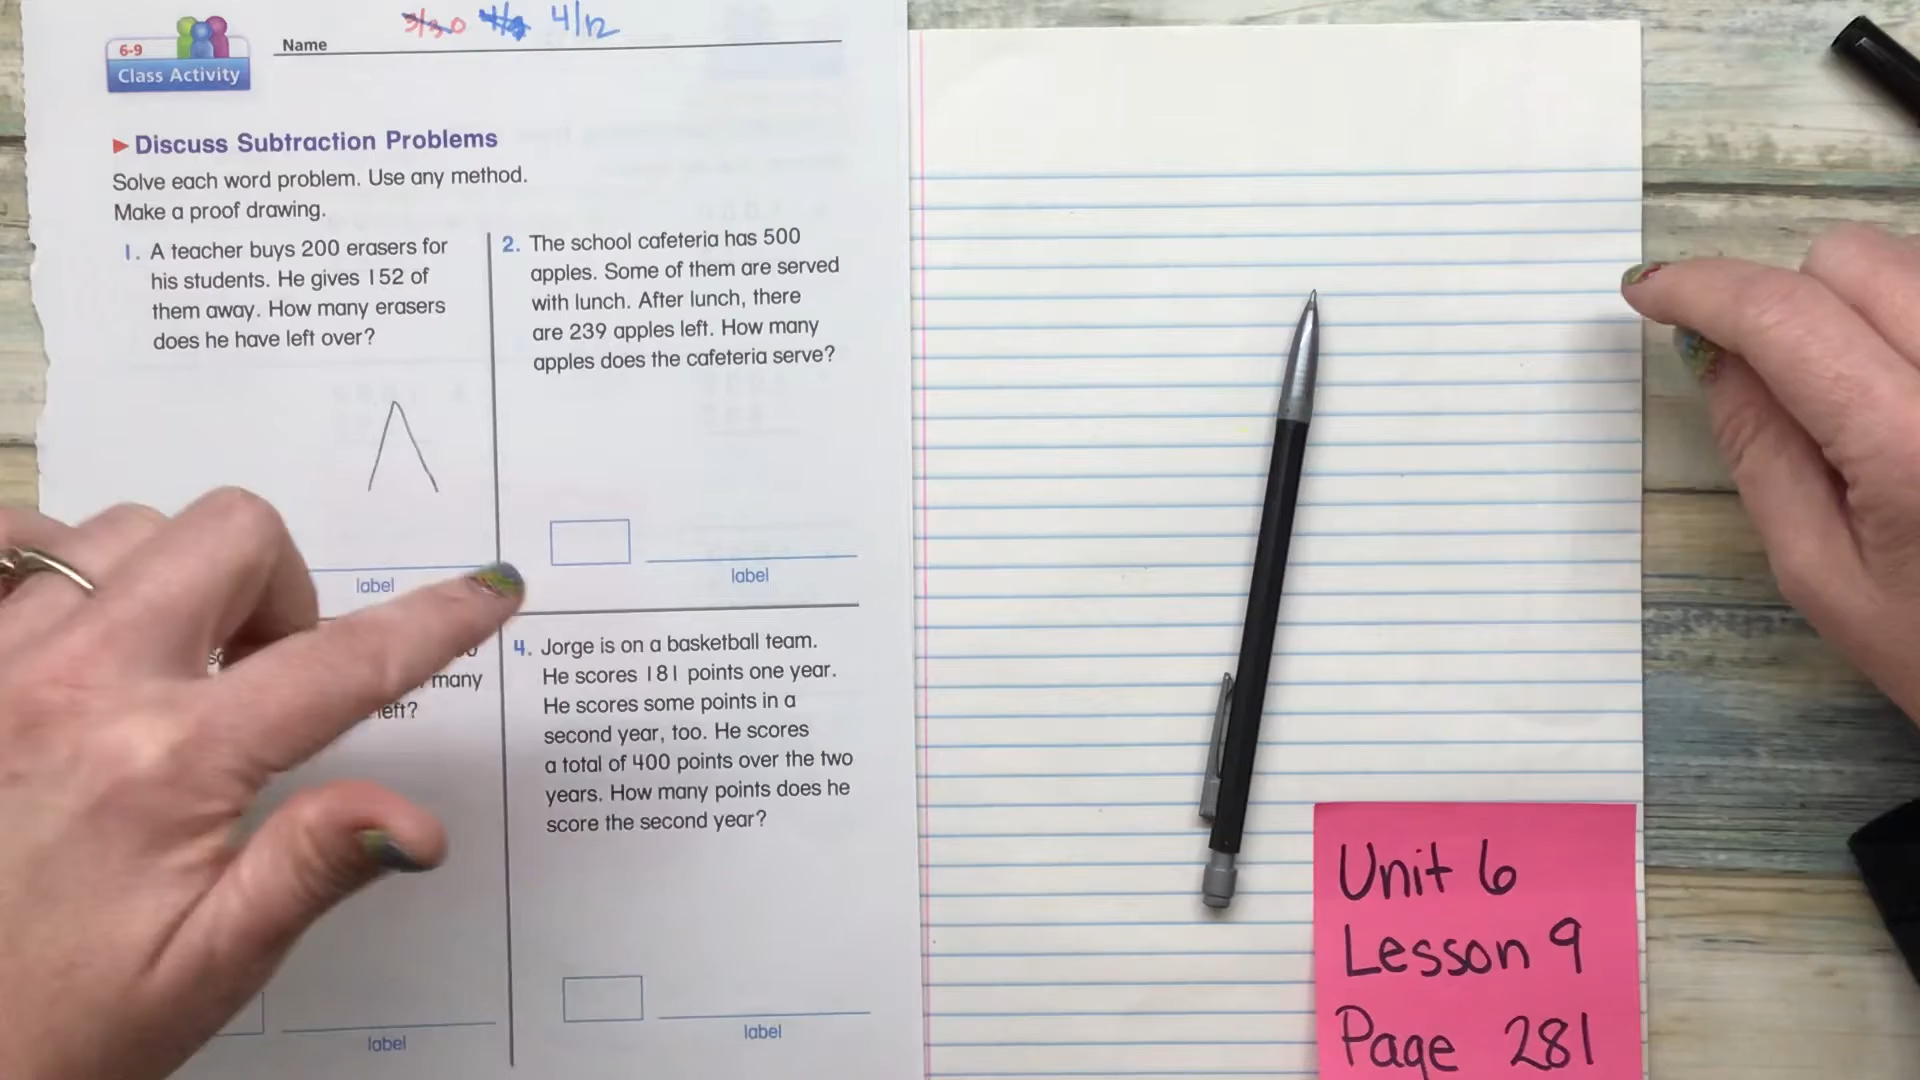 4/12
6-9
Class Activity
Name
Discuss Subtraction Problems
Solve each word problem. Use any method.
Make a proof drawing.
1. A teacher buys 200 erasers for
his students. He gives 152 of
them away. How many erasers
does he have left over?
label
2. The school cafeteria has 500
apples. Some of them are served
with lunch. After lunch, there
are 239 apples left. How many
apples does the cafeteria serve?
label
many
left?
label
4. Jorge is on a basketball team.
He scores 181 points one year.
He scores some points in a
second year, too. He scores
a total of 400 points over the two
years. How many points does he
score the second year?
label
Unit 6
Lesson 9
Page 281